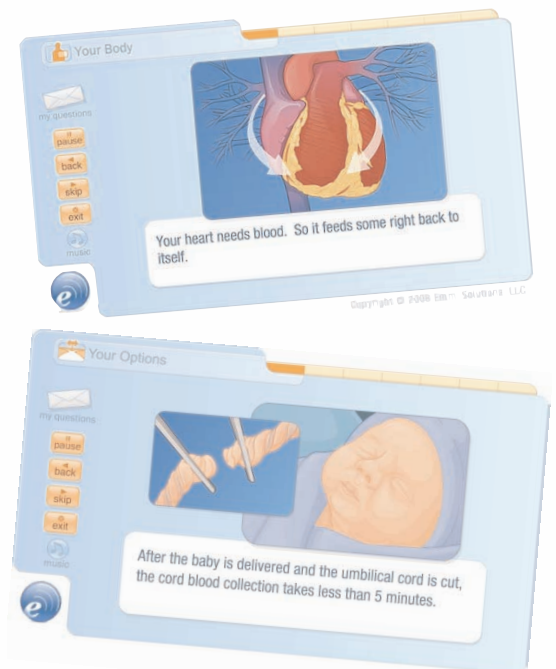 Your Body
my questions
pause
back
skip
exit
music
Your heart needs blood. So it feeds some right back to
itself.
e
Copyright ©
LLC
Your Options
my questions
pause
back
skip
exit
music
After the baby is delivered and the umbilical cord is cut,
the cord blood collection takes less than 5 minutes.
e